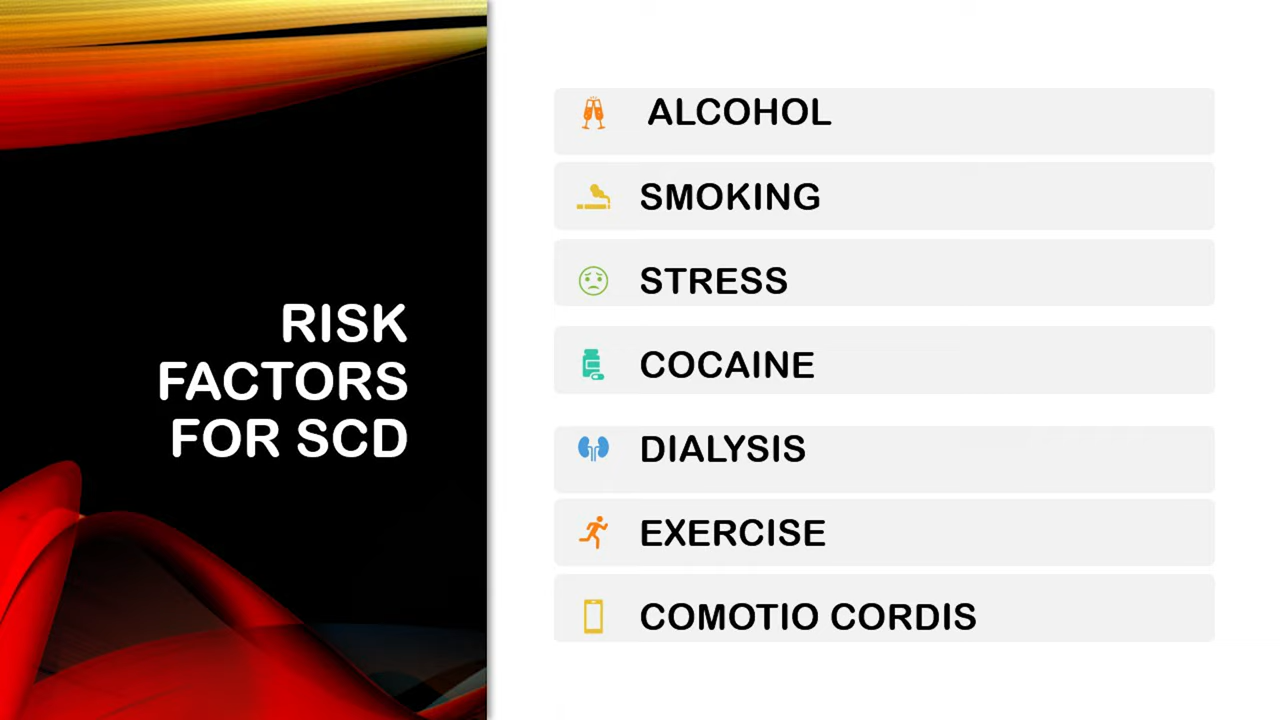 RISK
FACTORS
FOR SCD
ALCOHOL
SMOKING
STRESS
COCAINE
DIALYSIS
EXERCISE
COMOTIO CORDIS